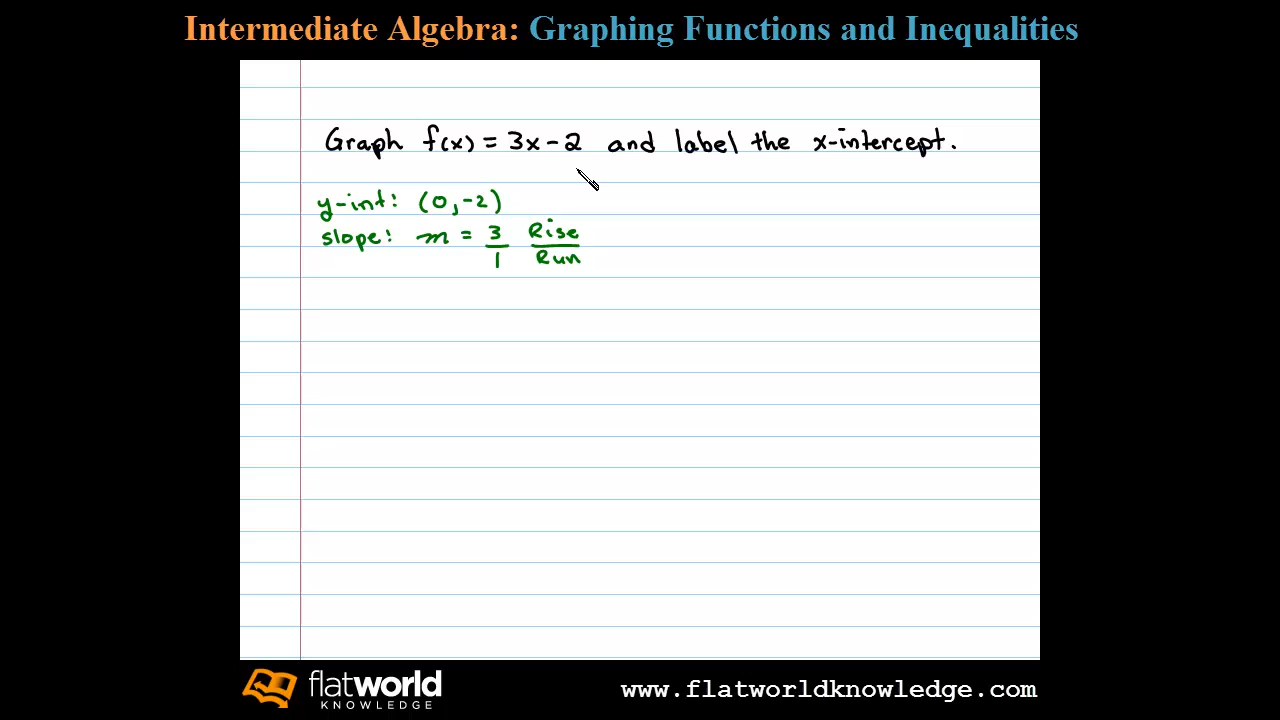 Intermediate Algebra: Graphing Functions and Inequalities
Graph f(x) = 3x - 2 and label the x-intercept.
y-int: (0, -2)
slope: m = 3/1 Rise/Run
flatworld
KNOWLEDGE
www.flatworldknowledge.com